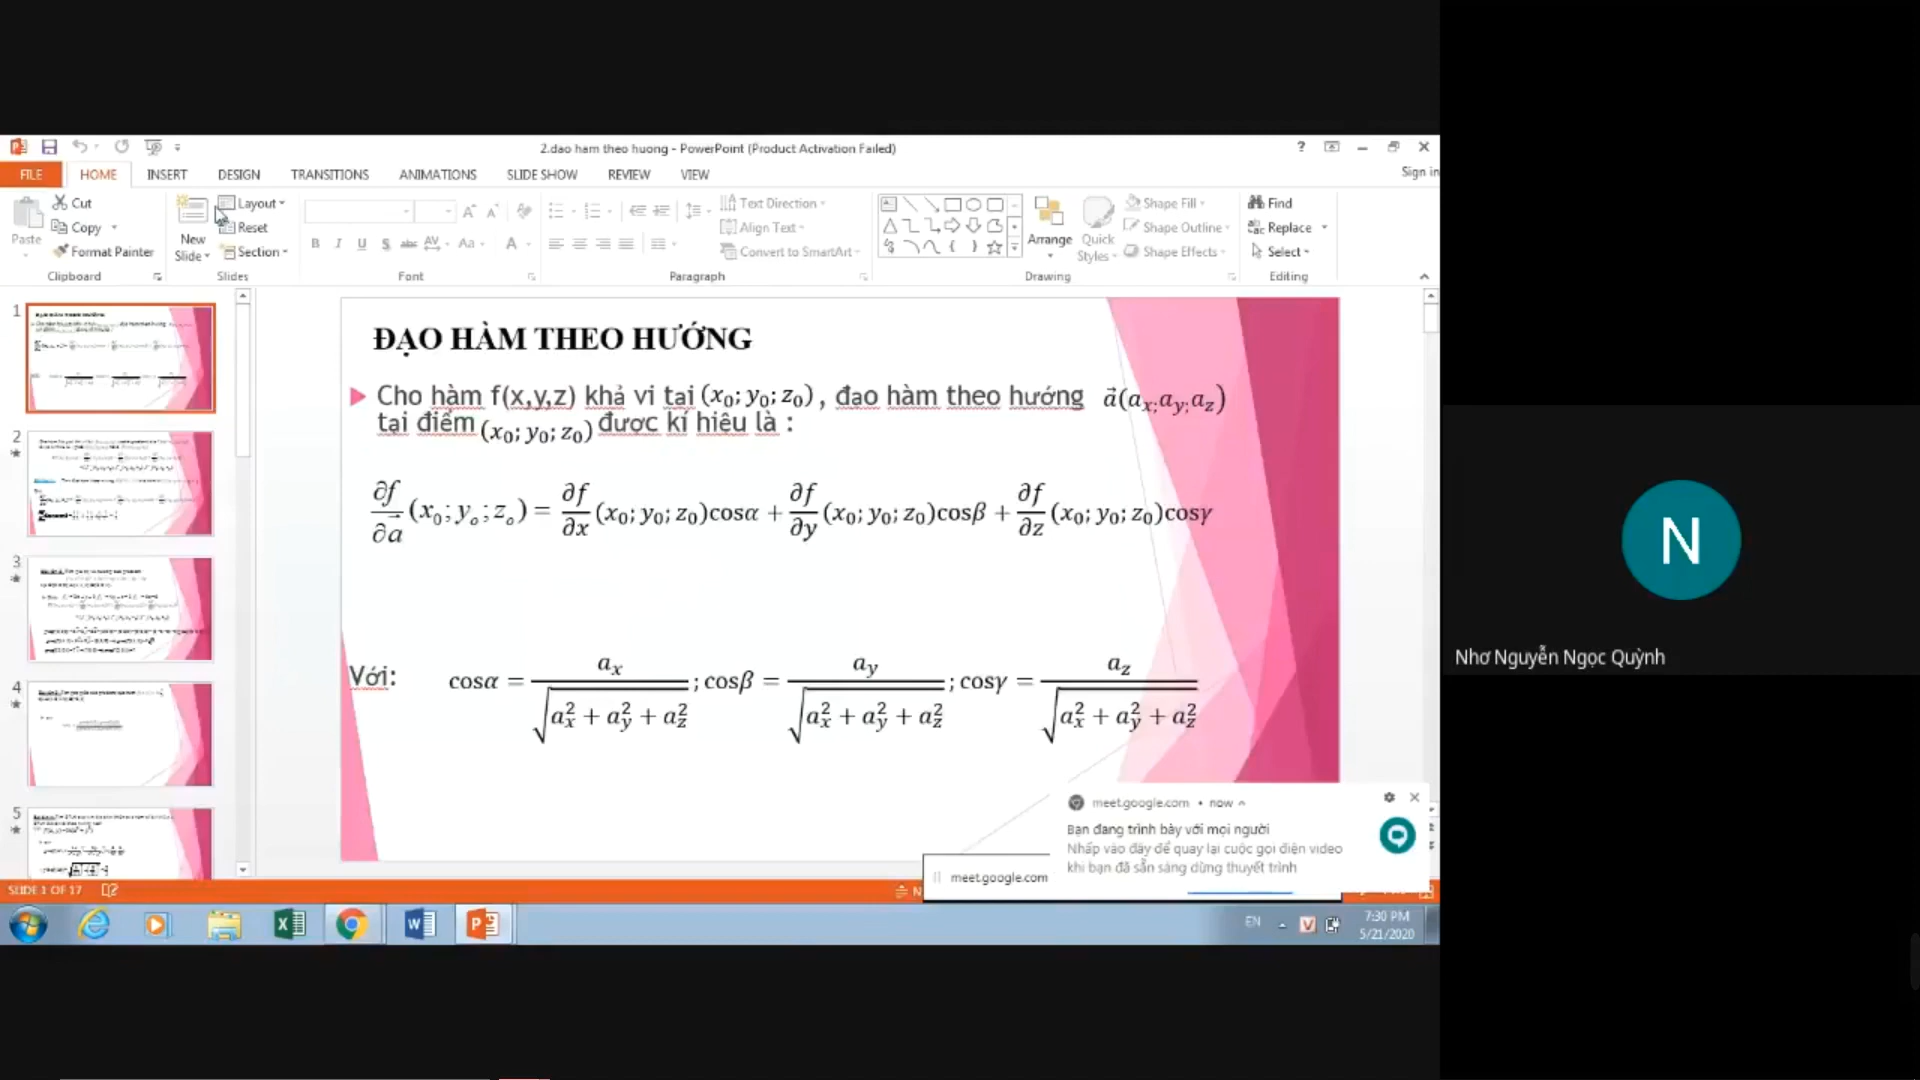 2.dao ham theo huong - PowerPoint (Product Activation Failed)
FILE HOME INSERT DESIGN TRANSITIONS ANIMATIONS SLIDE SHOW REVIEW VIEW Sign in
Paste
Cut
Copy
Format Painter
Clipboard
New Slide
Layout
Reset
Section
Slides
Font
Text Direction
Align Text
Convert to SmartArt
Paragraph
Arrange
Quick Styles
Shape Fill
Shape Outline
Shape Effects
Drawing
Find
Replace
Select
Editing
1
2
3
4
5
ĐẠO HÀM THEO HƯỚNG
Cho hàm f(x,y,z) khả vi tại (x₀; y₀; z₀) , đạo hàm theo hướng a⃗(aₓ;a_y;a_z)
tại điểm (x₀; y₀; z₀) được kí hiệu là :
∂f/∂a⃗ (x₀; y₀; z₀) = ∂f/∂x (x₀; y₀; z₀)cosα + ∂f/∂y (x₀; y₀; z₀)cosβ + ∂f/∂z (x₀; y₀; z₀)cosγ
Với: cosα = aₓ/√(aₓ² + a_y² + a_z²) ; cosβ = a_y/√(aₓ² + a_y² + a_z²) ; cosγ = a_z/√(aₓ² + a_y² + a_z²)
meet.google.com • now
Bạn đang trình bày với mọi người
Nhấp vào đây để quay lại cuộc gọi điện video
khi bạn đã sẵn sàng dừng thuyết trình
meet.google.com
SLIDE 1 OF 17
EN
7:30 PM
5/21/2020
N
Nhơ Nguyễn Ngọc Quỳnh